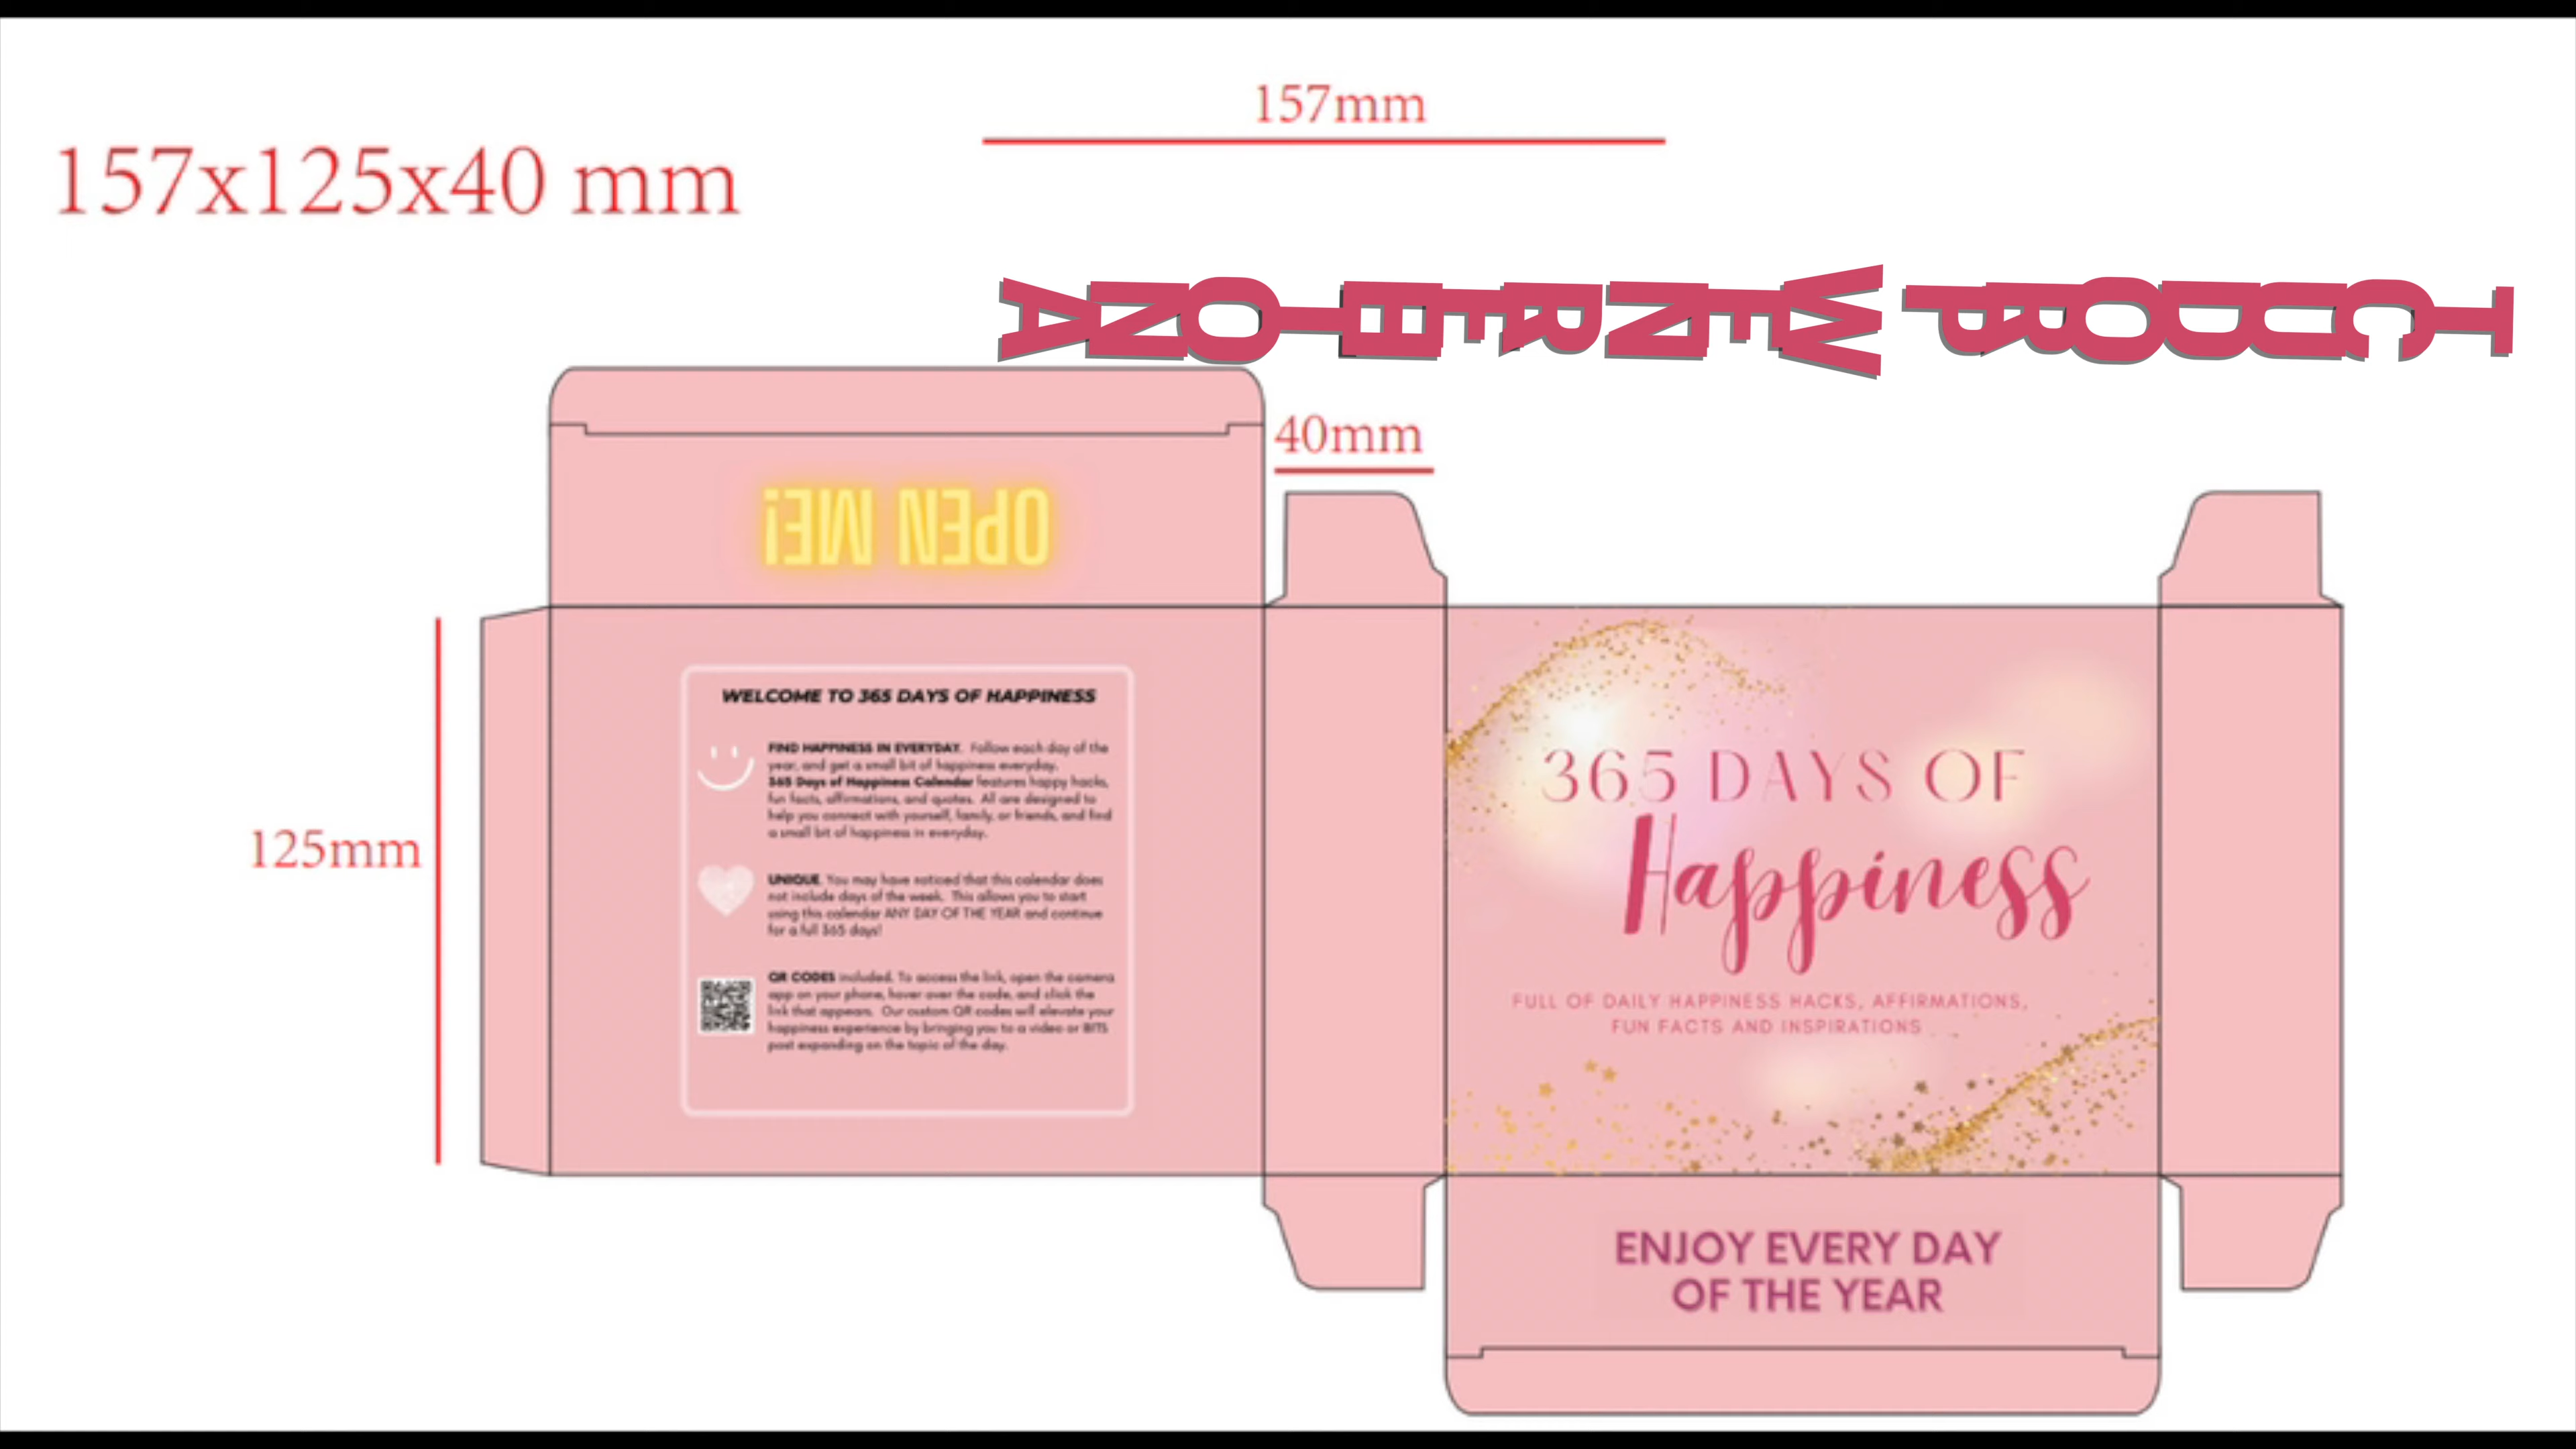 157mm
157x125x40 mm
ANOTHER NEW PRODUCT
40mm
OPEN ME!
125mm
WELCOME TO 365 DAYS OF HAPPINESS
FIND HAPPINESS IN EVERYDAY. Follow each day of the
year, and get a small bit of happiness everyday.
365 Days of Happiness Calendar features happy hacks,
fun facts, affirmations, and quotes. All are designed to
help you connect with yourself, family, or friends, and find
a small bit of happiness in everyday.
UNIQUE. You may have noticed that this calendar does
not include days of the week. This allows you to start
using this calendar ANY DAY OF THE YEAR and continue
for a full 365 days!
QR CODES included. To access the link, open the camera
app on your phone, hover over the code, and click the
link that appears. Our custom QR codes will elevate your
happiness experience by bringing you to a video or BITS
post expanding on the topic of the day.
365 DAYS OF
Happiness
FULL OF DAILY HAPPINESS HACKS, AFFIRMATIONS,
FUN FACTS AND INSPIRATIONS
ENJOY EVERY DAY
OF THE YEAR